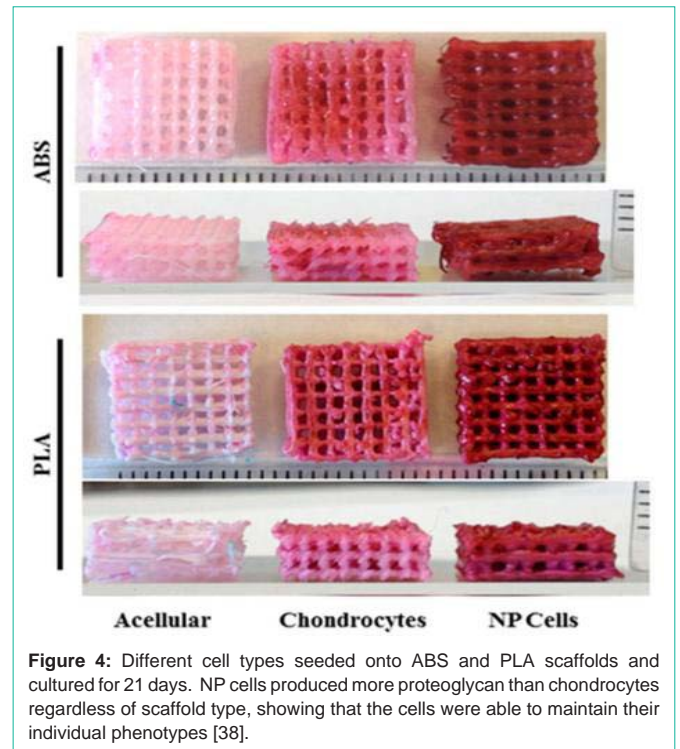 ABS
PLA
Acellular Chondrocytes NP Cells
Figure 4: Different cell types seeded onto ABS and PLA scaffolds and
cultured for 21 days. NP cells produced more proteoglycan than chondrocytes
regardless of scaffold type, showing that the cells were able to maintain their
individual phenotypes [38].